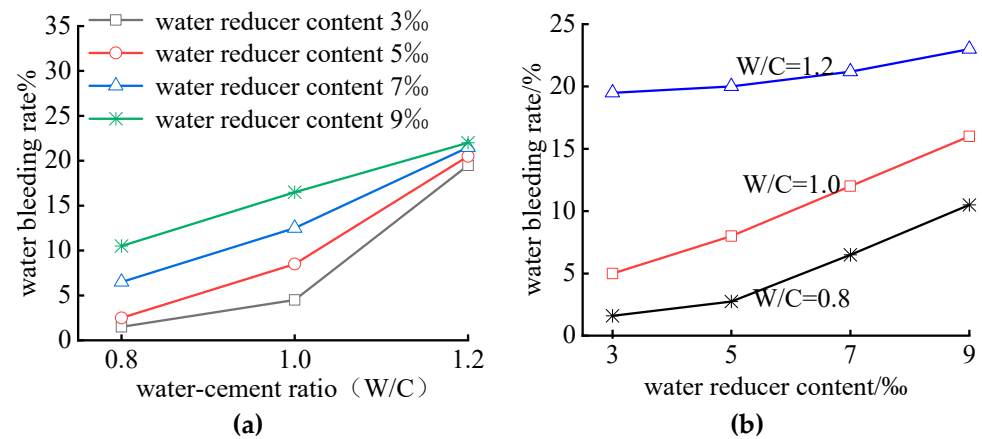 water bleeding rate%
35
30
25
20
15
10
5
0
water reducer content 3‰
water reducer content 5‰
water reducer content 7‰
water reducer content 9‰
0.8 1.0 1.2
water-cement ratio（W/C）
(a)
water bleeding rate/%
25
20
15
10
5
0
W/C=1.2
W/C=1.0
W/C=0.8
3 5 7 9
water reducer content/‰
(b)